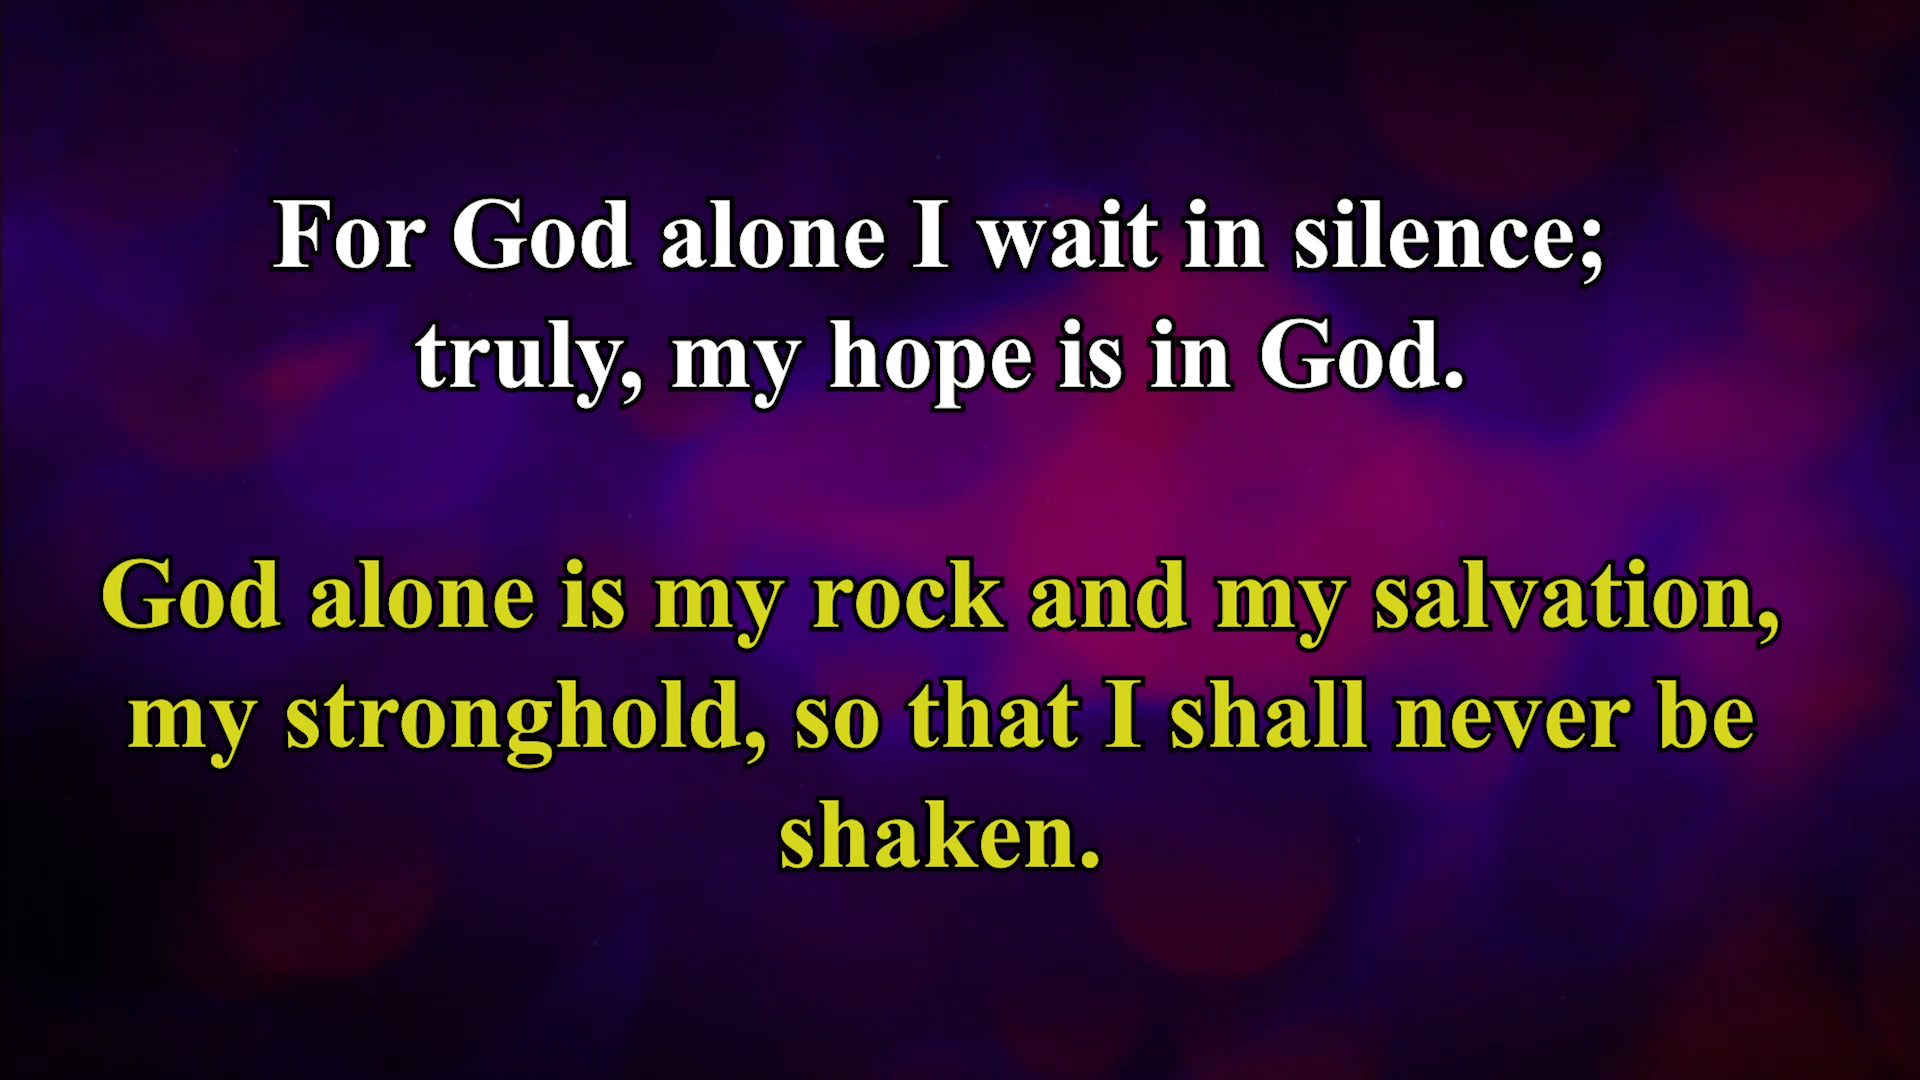 For God alone I wait in silence;
truly, my hope is in God.
God alone is my rock and my salvation,
my stronghold, so that I shall never be
shaken.